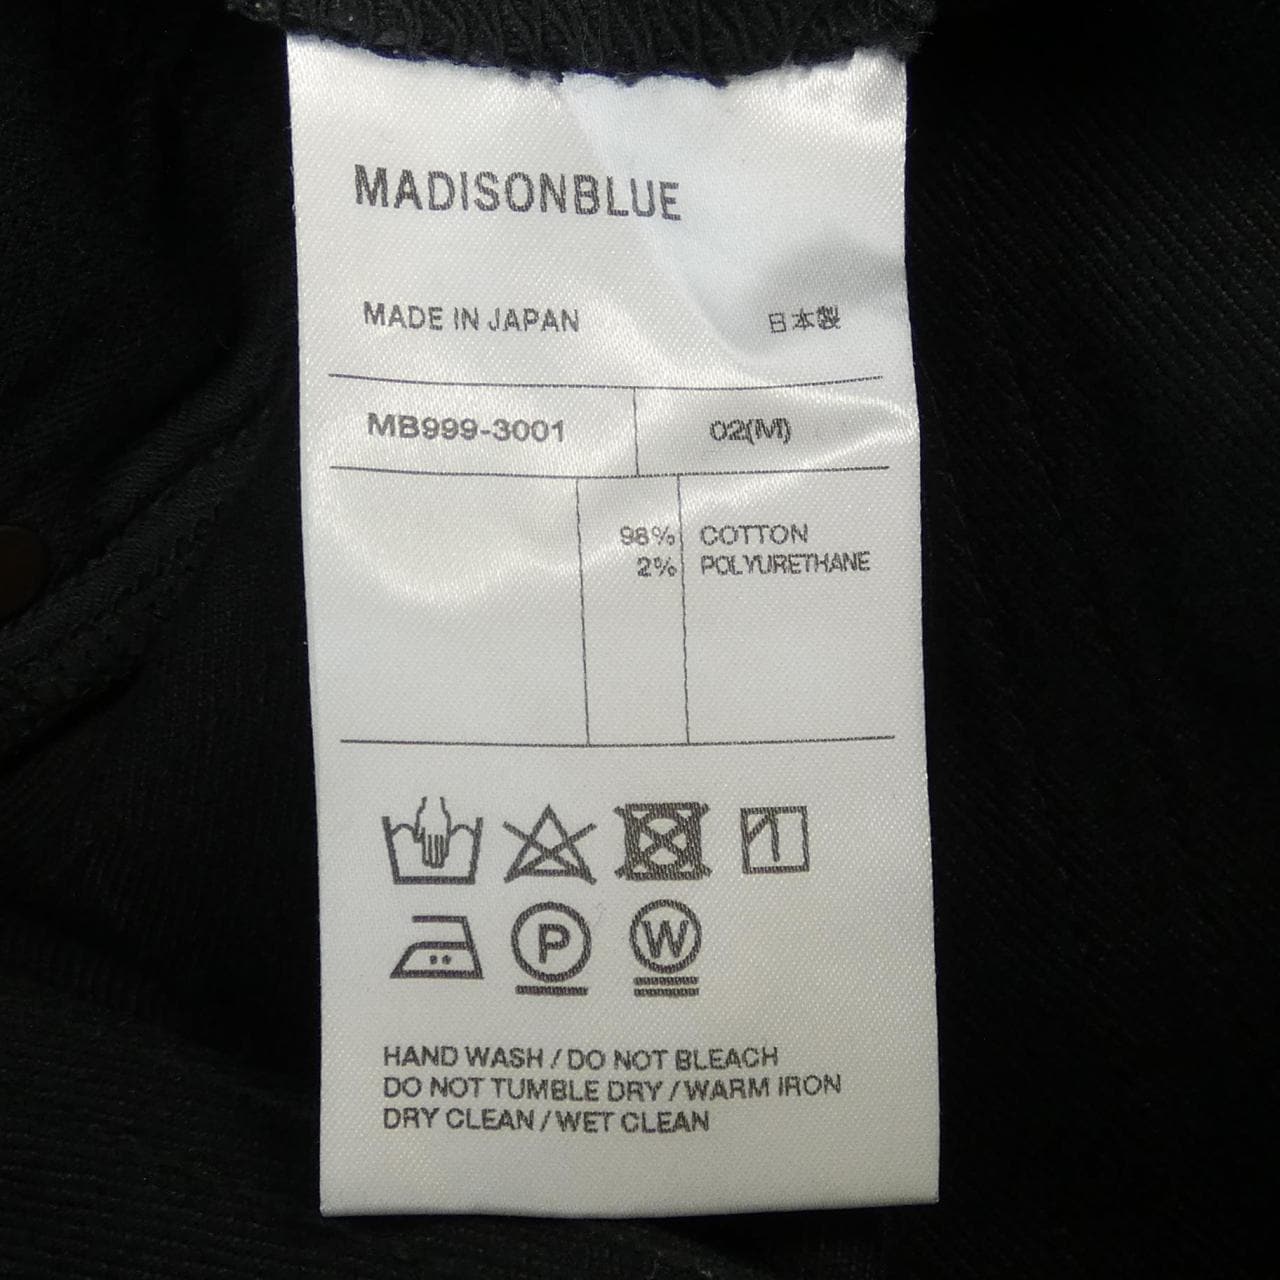 MADISONBLUE
MADE IN JAPAN 日本製
MB999-3001 02(M)
98% COTTON
2% POLYURETHANE
P W
HAND WASH / DO NOT BLEACH
DO NOT TUMBLE DRY / WARM IRON
DRY CLEAN / WET CLEAN